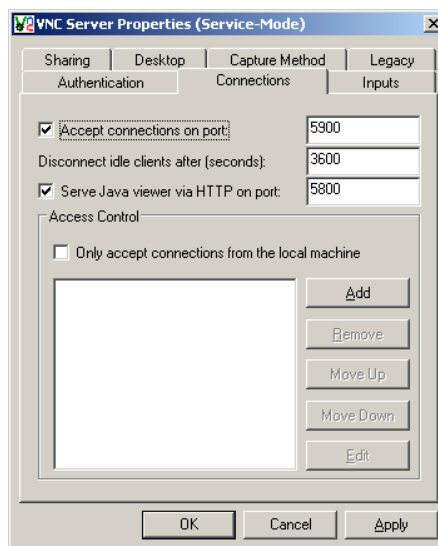 VNC Server Properties (Service-Mode)
Sharing Desktop Capture Method Legacy
Authentication Connections Inputs
Accept connections on port: 5900
Disconnect idle clients after (seconds): 3600
Serve Java viewer via HTTP on port: 5800
Access Control
Only accept connections from the local machine
Add
Remove
Move Up
Move Down
Edit
OK Cancel Apply